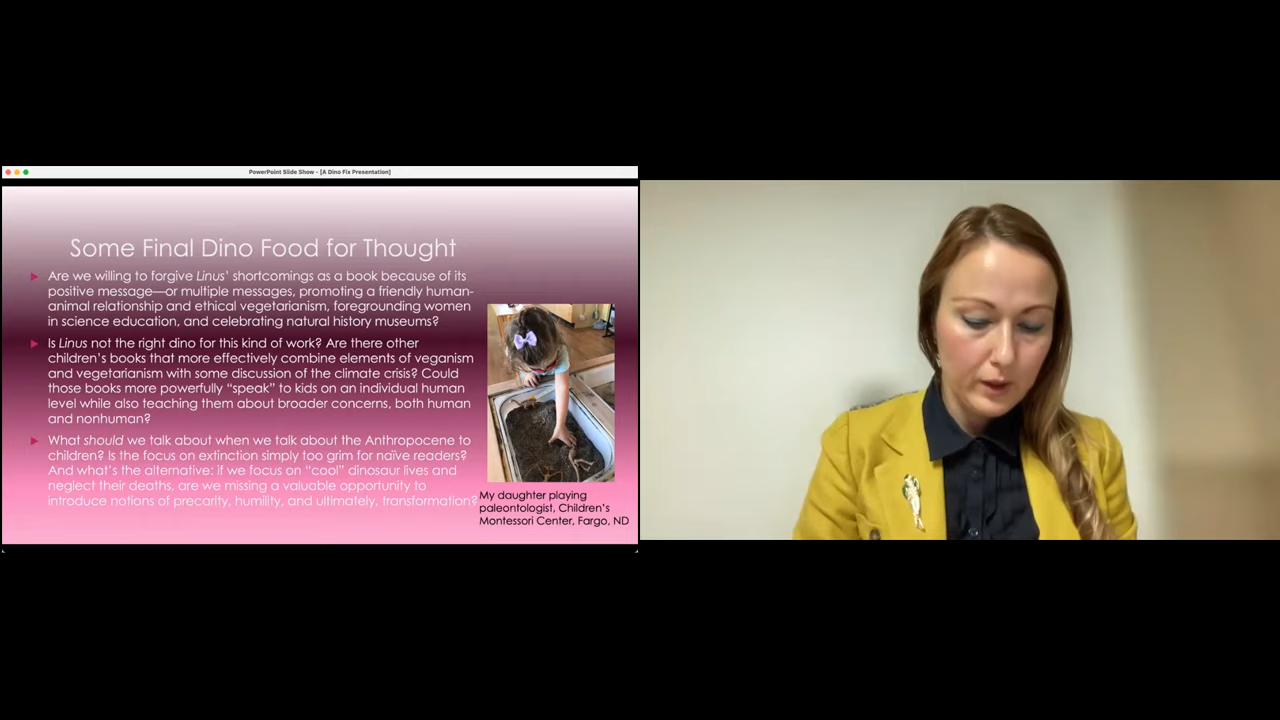 PowerPoint Slide Show - [A Dino Fix Presentation]
Some Final Dino Food for Thought
Are we willing to forgive Linus' shortcomings as a book because of its
positive message—or multiple messages, promoting a friendly human-
animal relationship and ethical vegetarianism, foregrounding women
in science education, and celebrating natural history museums?
Is Linus not the right dino for this kind of work? Are there other
children's books that more effectively combine elements of veganism
and vegetarianism with some discussion of the climate crisis? Could
those books more powerfully “speak” to kids on an individual human
level while also teaching them about broader concerns, both human
and nonhuman?
What should we talk about when we talk about the Anthropocene to
children? Is the focus on extinction simply too grim for naïve readers?
And what's the alternative: if we focus on “cool” dinosaur lives and
neglect their deaths, are we missing a valuable opportunity to
introduce notions of precarity, humility, and ultimately, transformation?
My daughter playing
paleontologist, Children's
Montessori Center, Fargo, ND